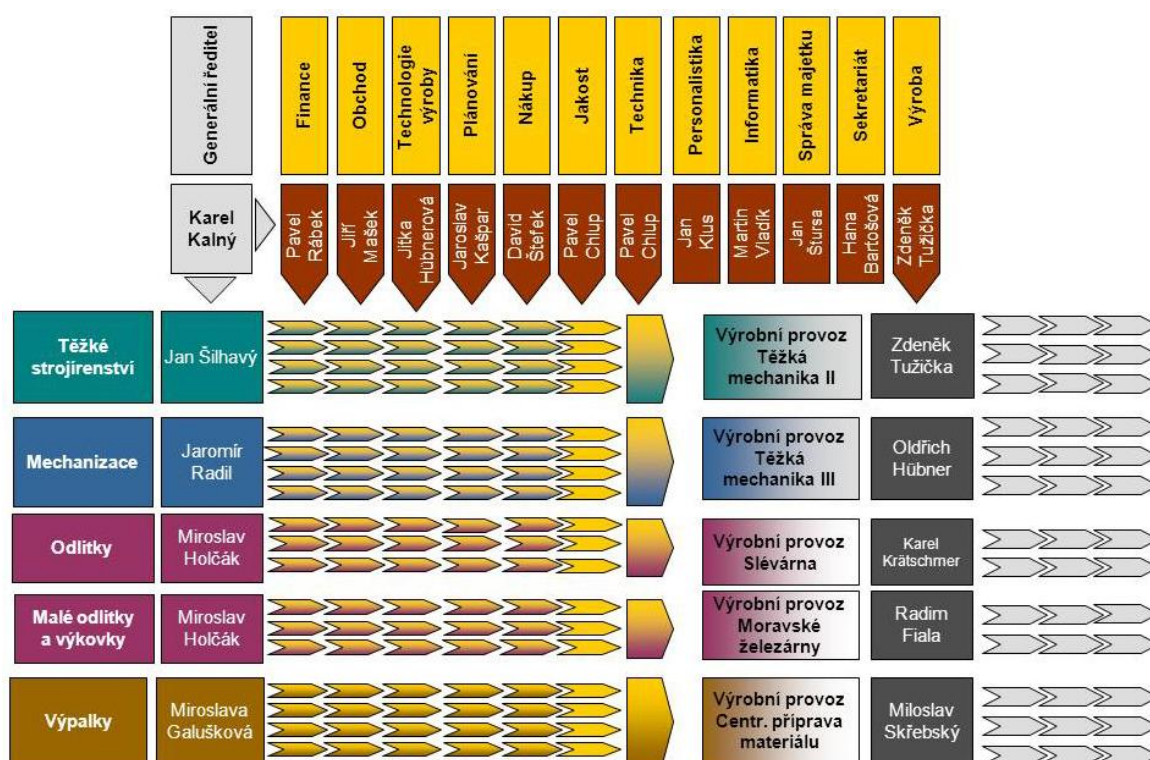 Generální ředitel
Finance
Obchod
Technologie
výroby
Plánování
Nákup
Jakost
Technika
Personalistika
Informatika
Správa majetku
Sekretariát
Výroba
Karel
Kalný
Pavel
Rábek
Jiří
Mašek
Jitka
Hübnerová
Jaroslav
Kašpar
David
Štefek
Pavel
Chlup
Pavel
Chlup
Jan
Klus
Martin
Vladík
Jan
Štursa
Hana
Bartošová
Zdeněk
Tužička
Těžké
strojírenství
Jan Šilhavý
Výrobní provoz
Těžká
mechanika II
Zdeněk
Tužička
Mechanizace
Jaromír
Radil
Výrobní provoz
Těžká
mechanika III
Oldřich
Hübner
Odlitky
Miroslav
Holčák
Výrobní provoz
Slévárna
Karel
Krätschmer
Malé odlitky
a výkovky
Miroslav
Holčák
Výrobní provoz
Moravské
železárny
Radim
Fiala
Výpalky
Miroslava
Galušková
Výrobní provoz
Centr. příprava
materiálu
Miloslav
Skřebský